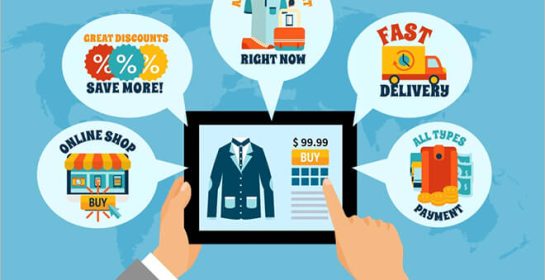 GREAT DISCOUNTS
% % %
SAVE MORE!
RIGHT NOW
FAST
DELIVERY
ONLINE SHOP
BUY
$ 99.99
BUY
ALL TYPES
PAYMENT